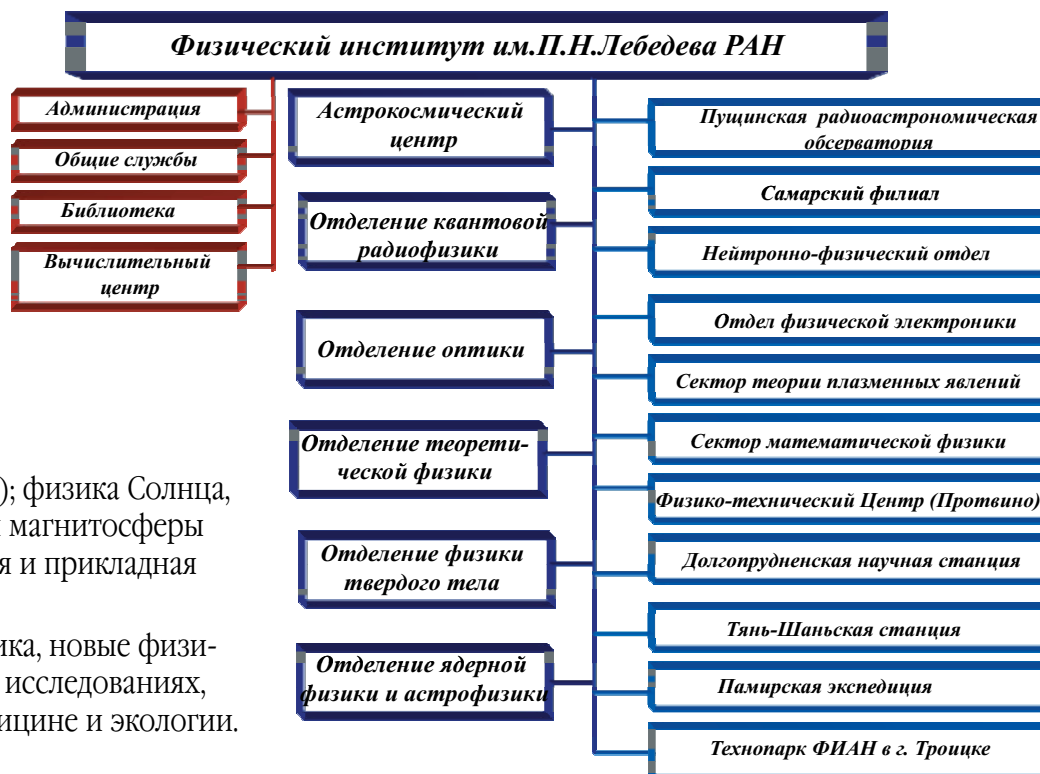 Физический институт им.П.Н.Лебедева РАН
Администрация
Общие службы
Библиотека
Вычислительный
центр
Астрокосмический
центр
Отделение квантовой
радиофизики
Отделение оптики
Отделение теорети-
ческой физики
Отделение физики
твердого тела
Отделение ядерной
физики и астрофизики
Пущинская радиоастрономическая
обсерватория
Самарский филиал
Нейтронно-физический отдел
Отдел физической электроники
Сектор теории плазменных явлений
Сектор математической физики
Физико-технический Центр (Протвино)
Долгопрудненская научная станция
Тянь-Шаньская станция
Памирская экспедиция
Технопарк ФИАН в г. Троицке
); физика Солнца,
магнитосферы
я и прикладная
ика, новые физи-
исследованиях,
ицине и экологии.